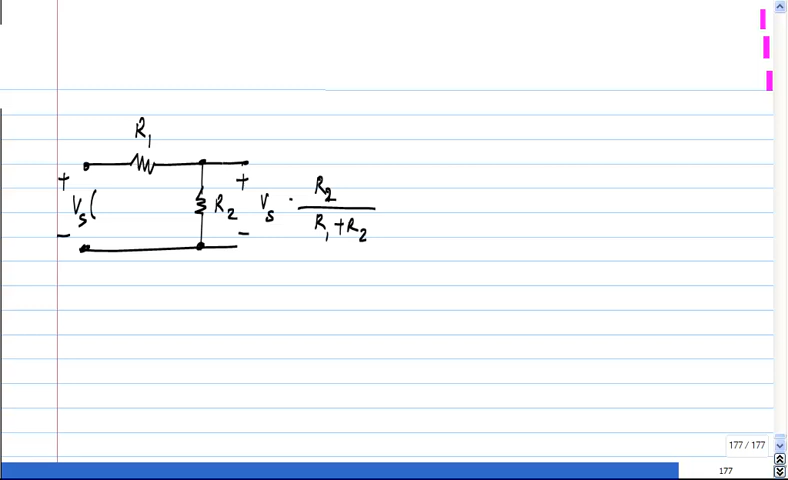 R1
+ Vs( −
R2
+ Vs · R2 / (R1 + R2) −
177 / 177
177